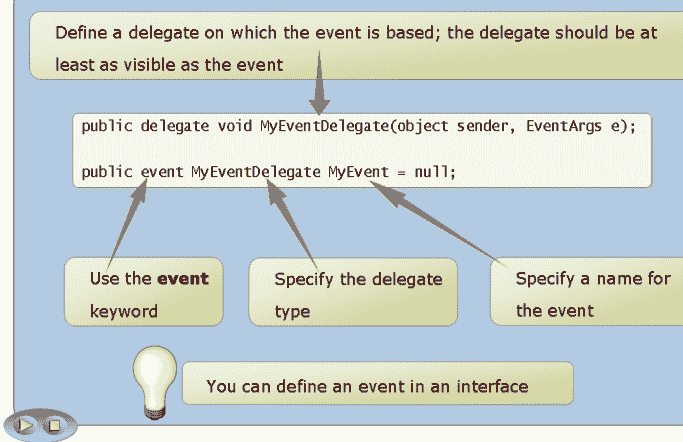 Define a delegate on which the event is based; the delegate should be at
least as visible as the event
public delegate void MyEventDelegate(object sender, EventArgs e);
public event MyEventDelegate MyEvent = null;
Use the event
keyword
Specify the delegate
type
Specify a name for
the event
You can define an event in an interface